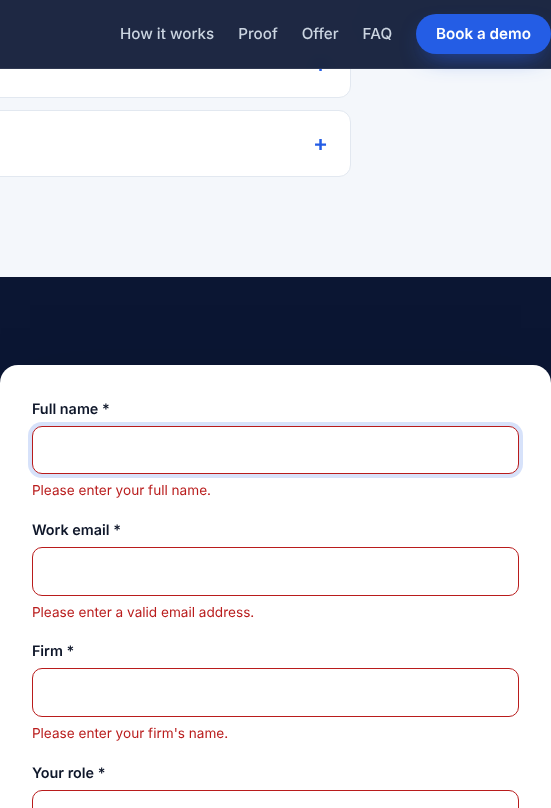 How it works Proof Offer FAQ Book a demo
+
+
Full name *
Please enter your full name.
Work email *
Please enter a valid email address.
Firm *
Please enter your firm's name.
Your role *